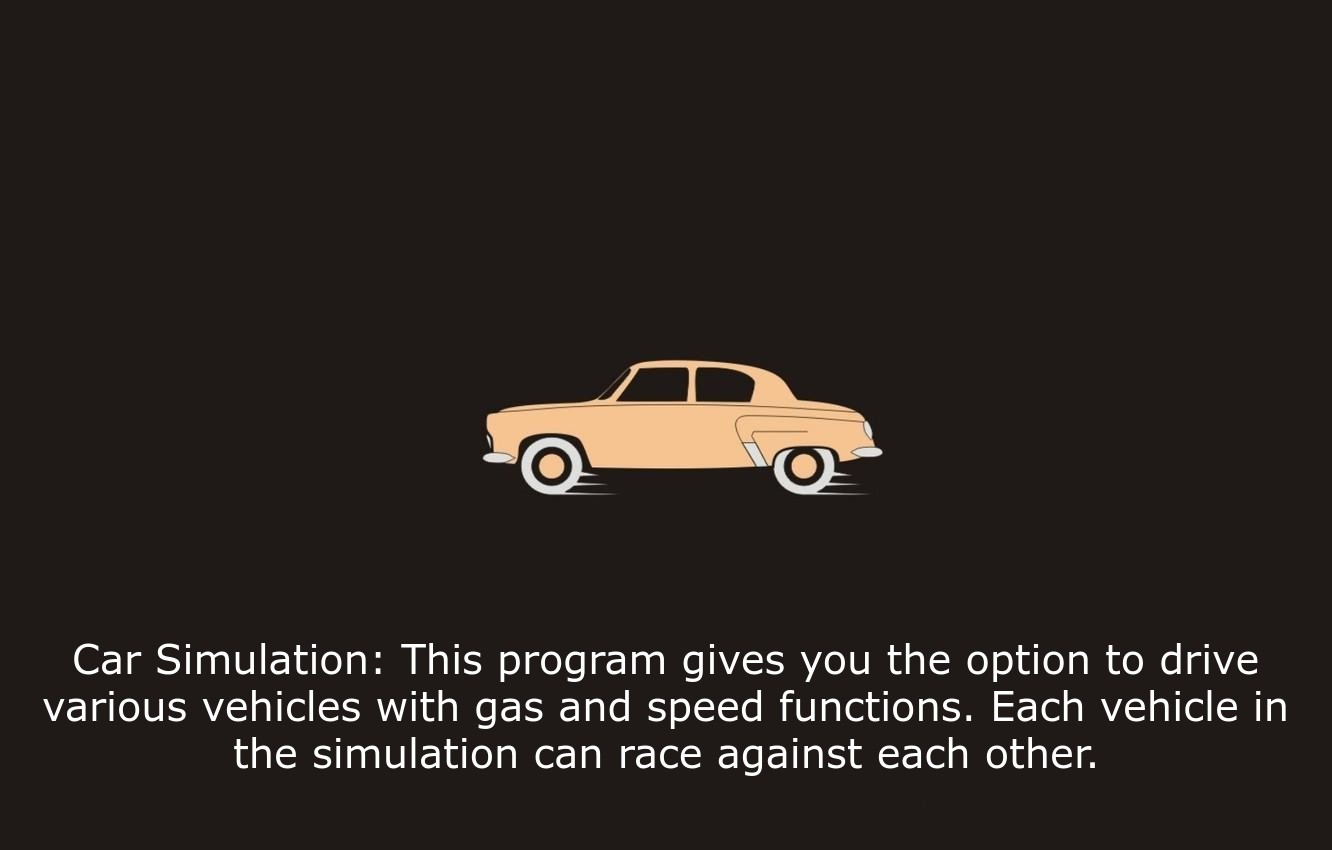 Car Simulation: This program gives you the option to drive
various vehicles with gas and speed functions. Each vehicle in
the simulation can race against each other.